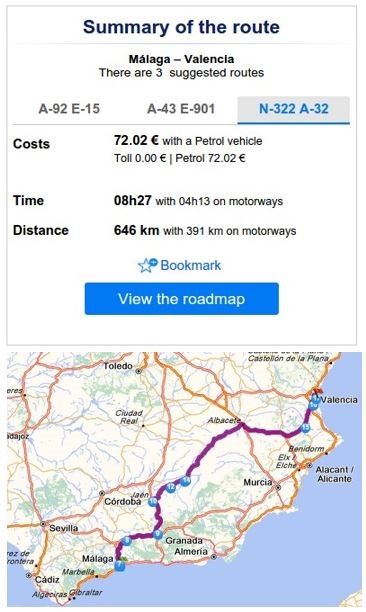 Summary of the route
Málaga – Valencia
There are 3 suggested routes
A-92 E-15
A-43 E-901
N-322 A-32
Costs
72.02 € with a Petrol vehicle
Toll 0.00 € | Petrol 72.02 €
Time
08h27 with 04h13 on motorways
Distance
646 km with 391 km on motorways
Bookmark
View the roadmap
Castellón de la Plana
Toledo
Valencia
Ciudad
Real
Albacete
Benidorm
Elx /
Elche
Alacant /
Alicante
Murcia
Jaén
Córdoba
Sevilla
Granada
Almería
Málaga
Marbella
Cádiz
Algeciras
Gibraltar